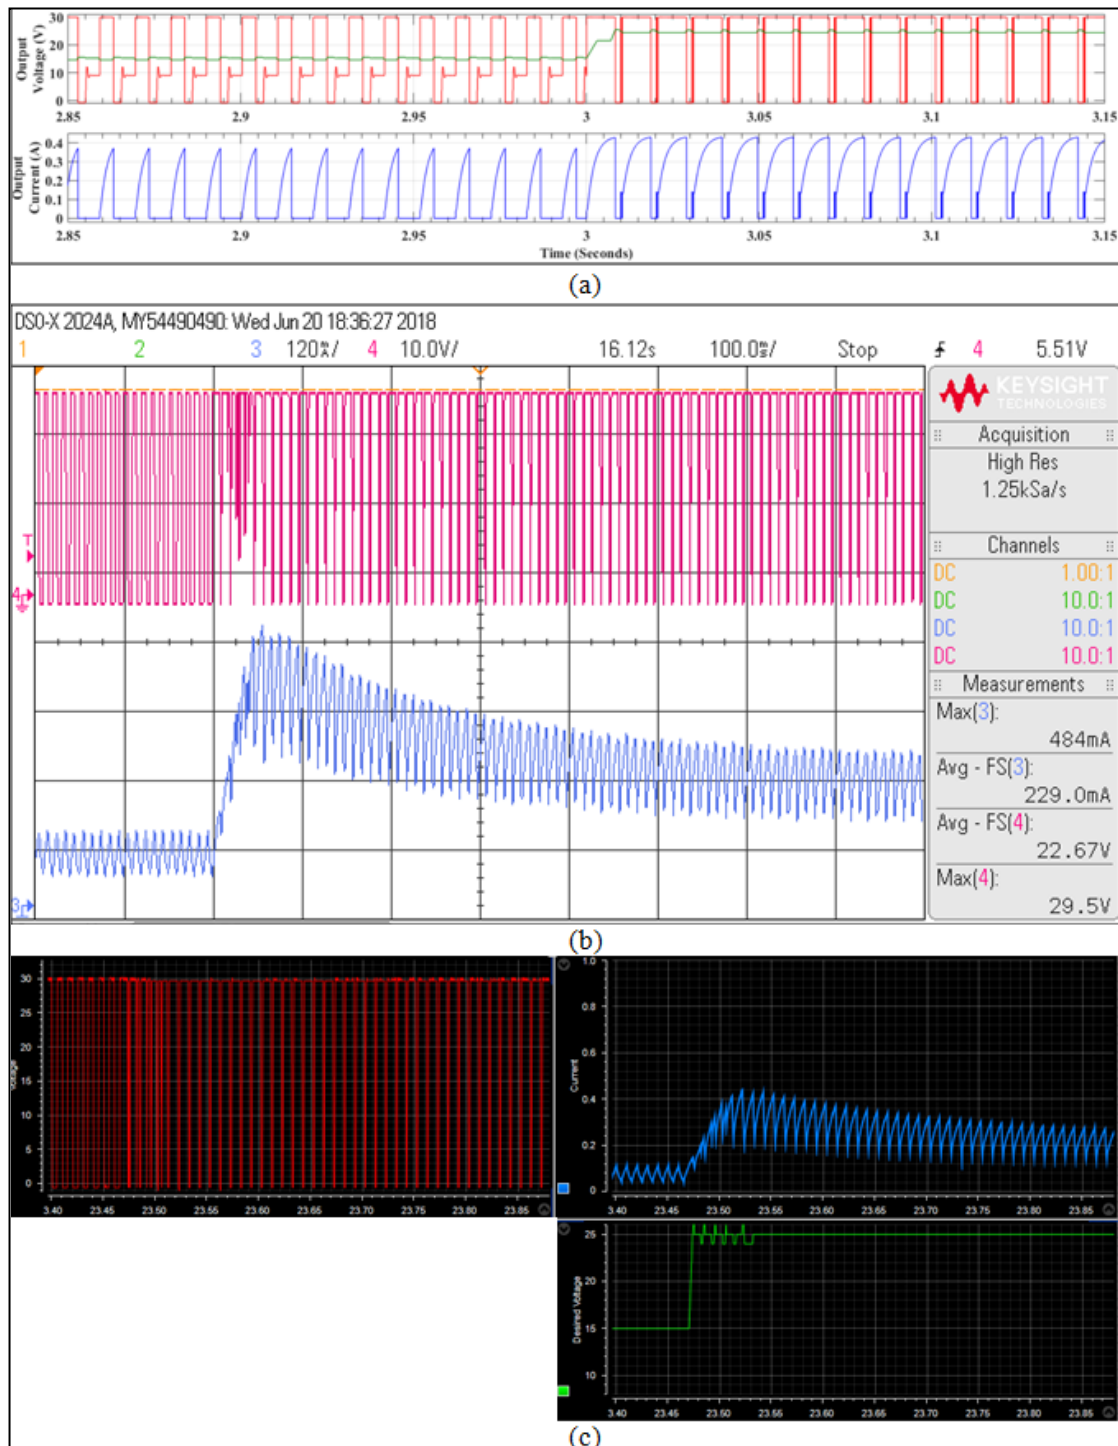 Output
Voltage (V)
30
20
10
0
2.85 2.9 2.95 3 3.05 3.1 3.15
Output
Current (A)
0.4
0.3
0.2
0.1
0
2.85 2.9 2.95 3 3.05 3.1 3.15
Time (Seconds)
(a)
DSO-X 2024A, MY54490490: Wed Jun 20 18:36:27 2018
1 2 3 120㎃/ 4 10.0V/ 16.12s 100.0㎳/ Stop 4 5.51V
T
4
3
KEYSIGHT
TECHNOLOGIES
Acquisition
High Res
1.25kSa/s
Channels
DC 1.00:1
DC 10.0:1
DC 10.0:1
DC 10.0:1
Measurements
Max(3):
484mA
Avg - FS(3):
229.0mA
Avg - FS(4):
22.67V
Max(4):
29.5V
(b)
Voltage
30
25
30
15
10
5
0
3.40 23.45 23.50 23.55 23.60 23.65 23.70 23.75 23.80 23.85
Current
1.0
0.8
0.6
0.4
0.2
0
3.40 23.45 23.50 23.55 23.60 23.65 23.70 23.75 23.80 23.85
Desired Voltage
25
20
15
10
3.40 23.45 23.50 23.55 23.60 23.65 23.70 23.75 23.80 23.85
(c)